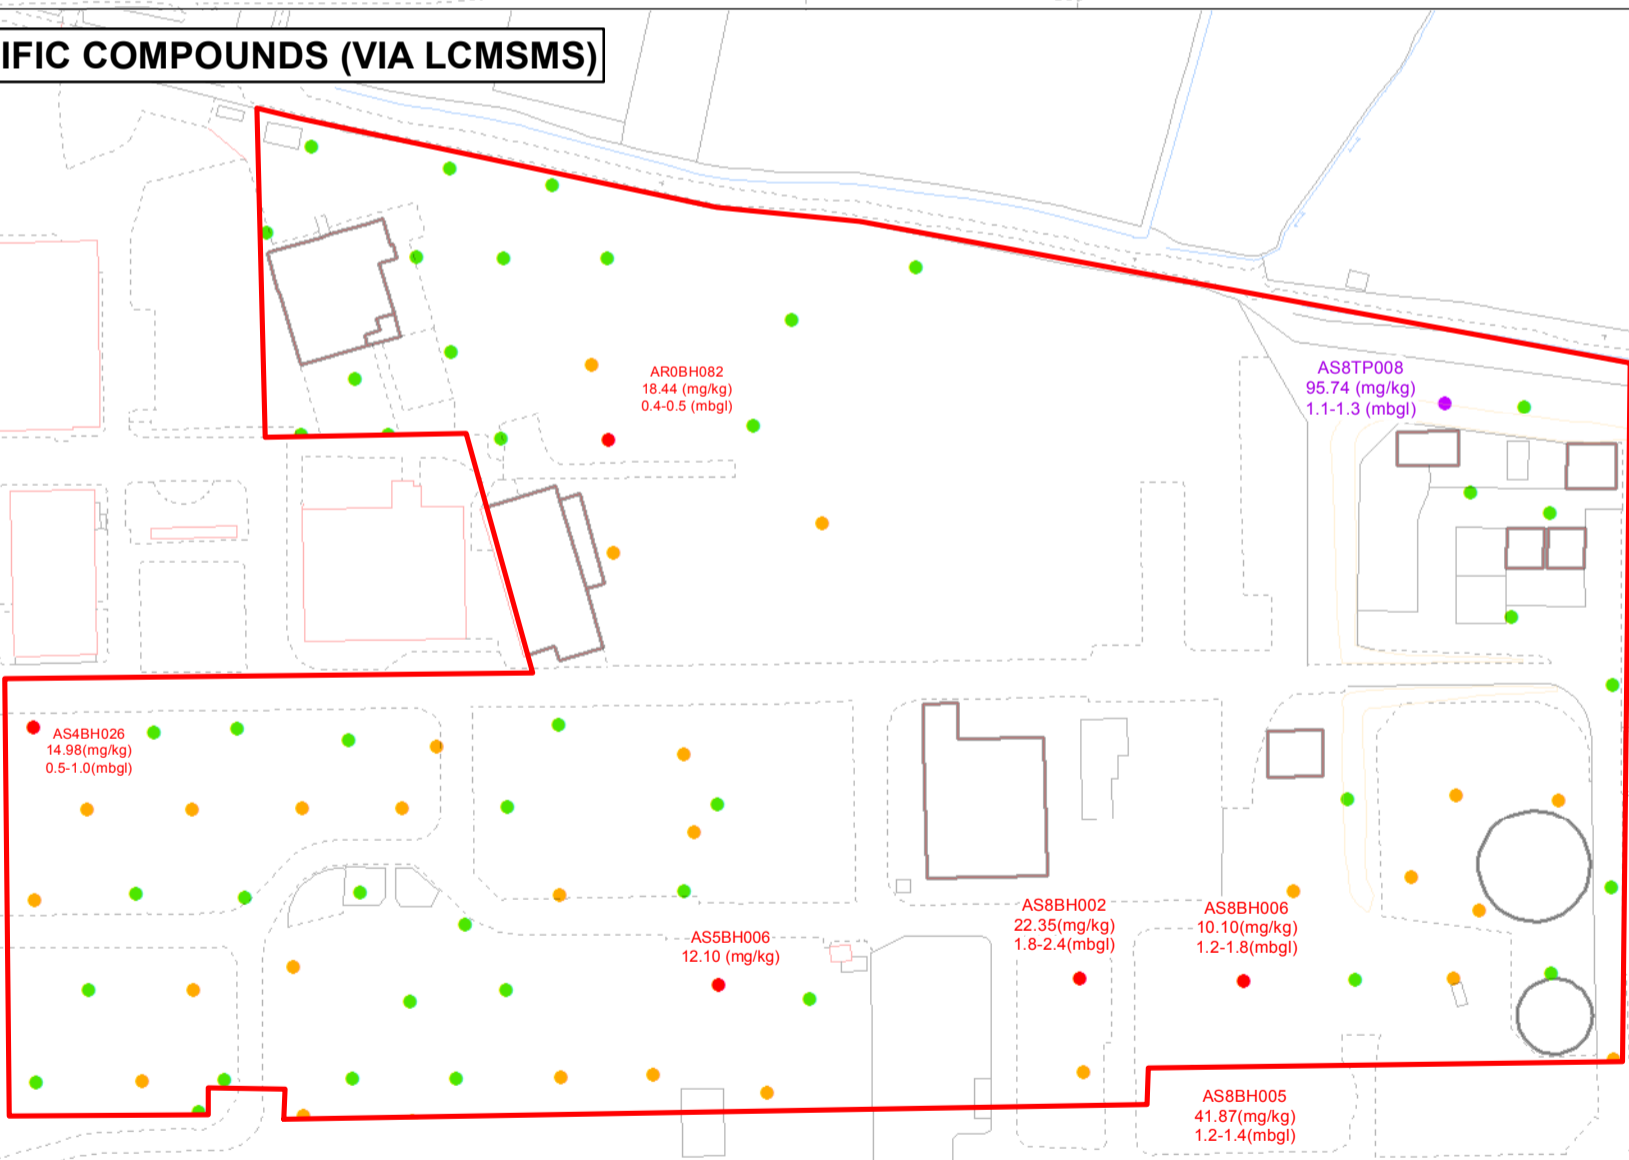 IFIC COMPOUNDS (VIA LCMSMS)
AR0BH082
18.44 (mg/kg)
0.4-0.5 (mbgl)
AS8TP008
95.74 (mg/kg)
1.1-1.3 (mbgl)
AS4BH026
14.98(mg/kg)
0.5-1.0(mbgl)
AS5BH006
12.10 (mg/kg)
AS8BH002
22.35(mg/kg)
1.8-2.4(mbgl)
AS8BH006
10.10(mg/kg)
1.2-1.8(mbgl)
AS8BH005
41.87(mg/kg)
1.2-1.4(mbgl)